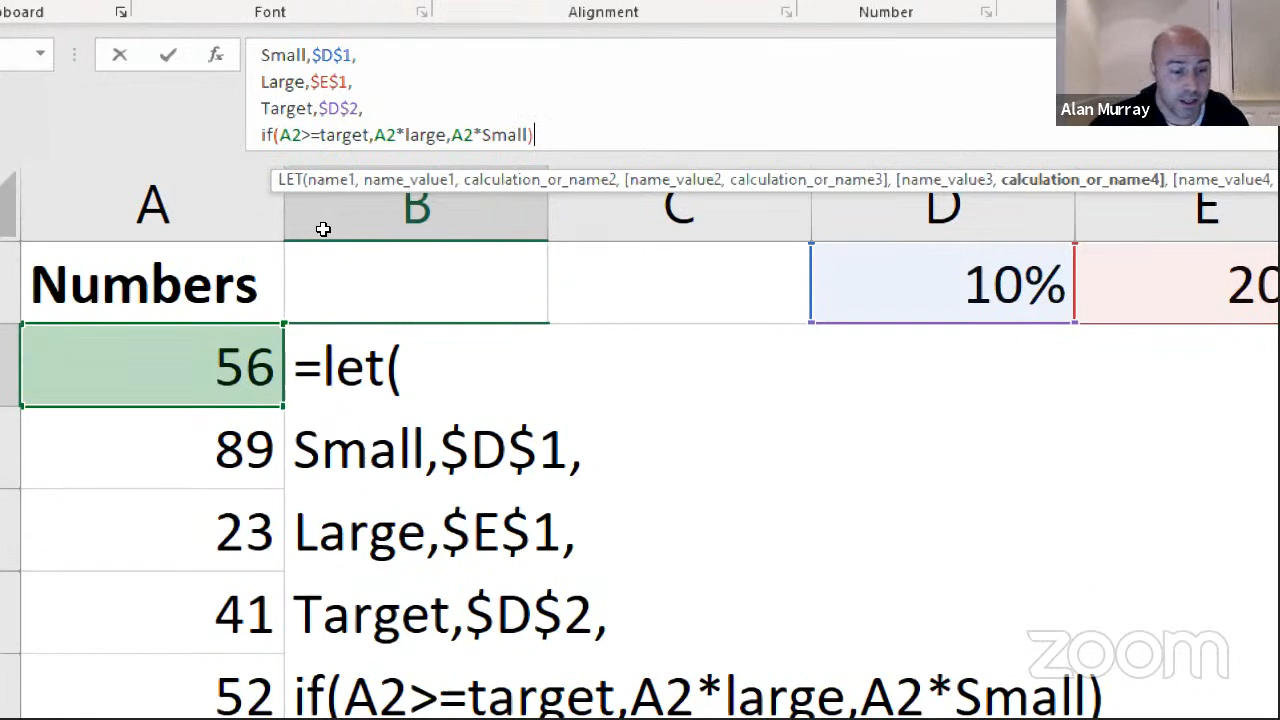 pboard Font Alignment Number
Small,$D$1,
Large,$E$1,
Target,$D$2,
if(A2>=target,A2*large,A2*Small)
Alan Murray
LET(name1, name_value1, calculation_or_name2, [name_value2, calculation_or_name3], [name_value3, calculation_or_name4], [name_value4,
A B C D E
Numbers 10% 20
56 =let(
89 Small,$D$1,
23 Large,$E$1,
41 Target,$D$2,
52 if(A2>=target,A2*large,A2*Small)
zoom